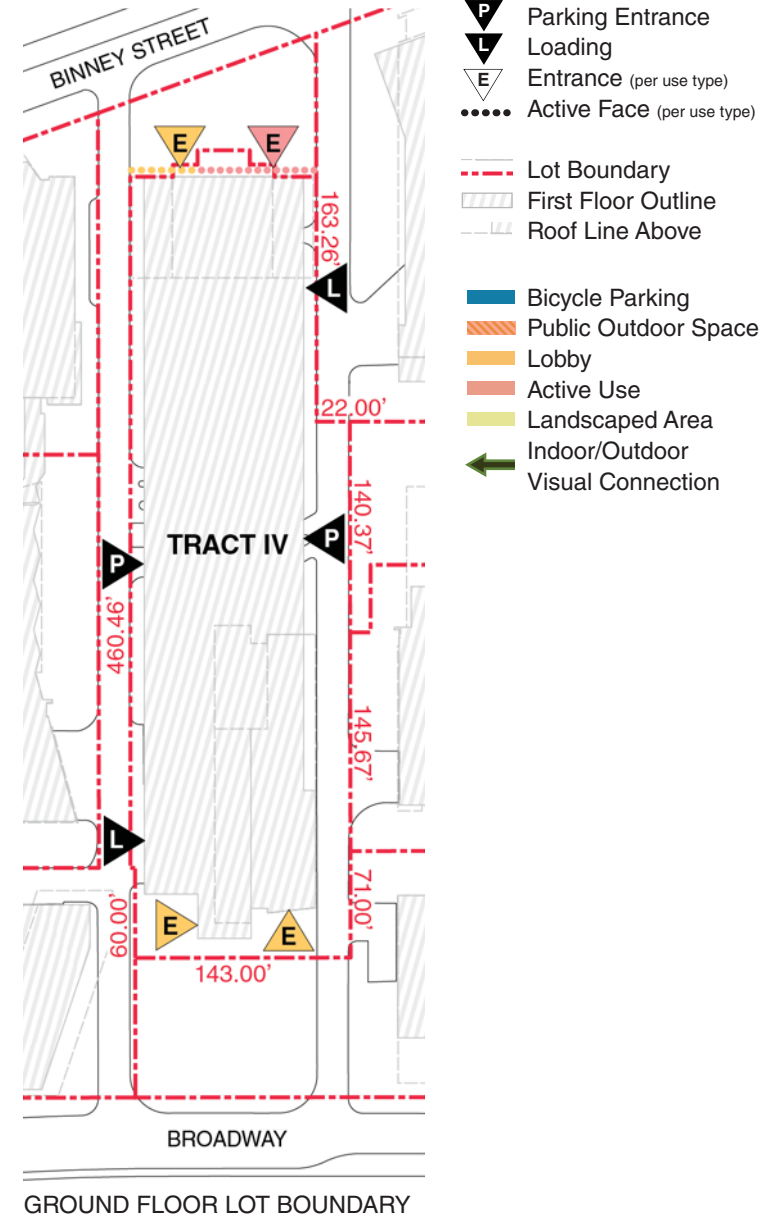 BINNEY STREET
E
E
163.26’
L
22.00’
140.37’
TRACT IV
P
P
460.46’
145.67’
L
71.00’
60.00’
E
E
143.00’
BROADWAY
GROUND FLOOR LOT BOUNDARY
P Parking Entrance
L Loading
E Entrance (per use type)
Active Face (per use type)
Lot Boundary
First Floor Outline
Roof Line Above
Bicycle Parking
Public Outdoor Space
Lobby
Active Use
Landscaped Area
Indoor/Outdoor
Visual Connection